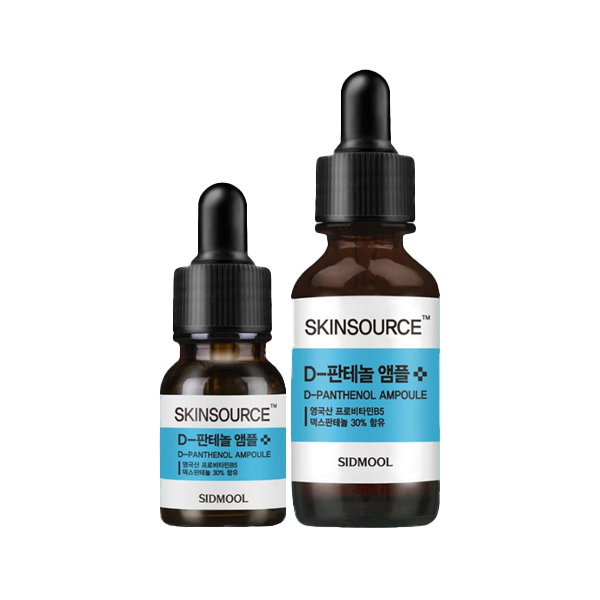 SKINSOURCE™
D-판테놀 앰플
D-PANTHENOL AMPOULE
영국산 프로비타민B5
덱스판테놀 30% 함유
SIDMOOL
SKINSOURCE™
D-판테놀 앰플
D-PANTHENOL AMPOULE
영국산 프로비타민B5
덱스판테놀 30% 함유
SIDMOOL